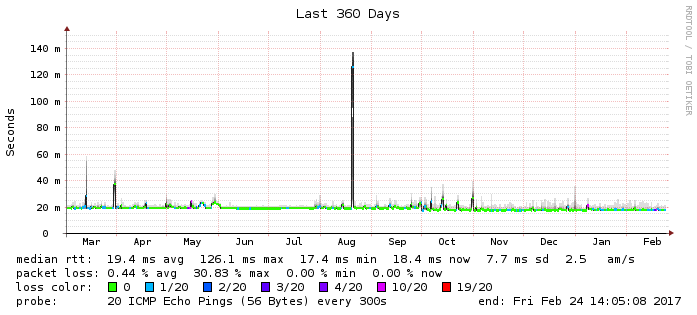 Last 360 Days
RRDTOOL / TOBI OETIKER
Seconds
140 m
120 m
100 m
80 m
60 m
40 m
20 m
0
Mar Apr May Jun Jul Aug Sep Oct Nov Dec Jan Feb
median rtt: 19.4 ms avg 126.1 ms max 17.4 ms min 18.4 ms now 7.7 ms sd 2.5 am/s
packet loss: 0.44 % avg 30.83 % max 0.00 % min 0.00 % now
loss color: 0 1/20 2/20 3/20 4/20 10/20 19/20
probe: 20 ICMP Echo Pings (56 Bytes) every 300s end: Fri Feb 24 14:05:08 2017